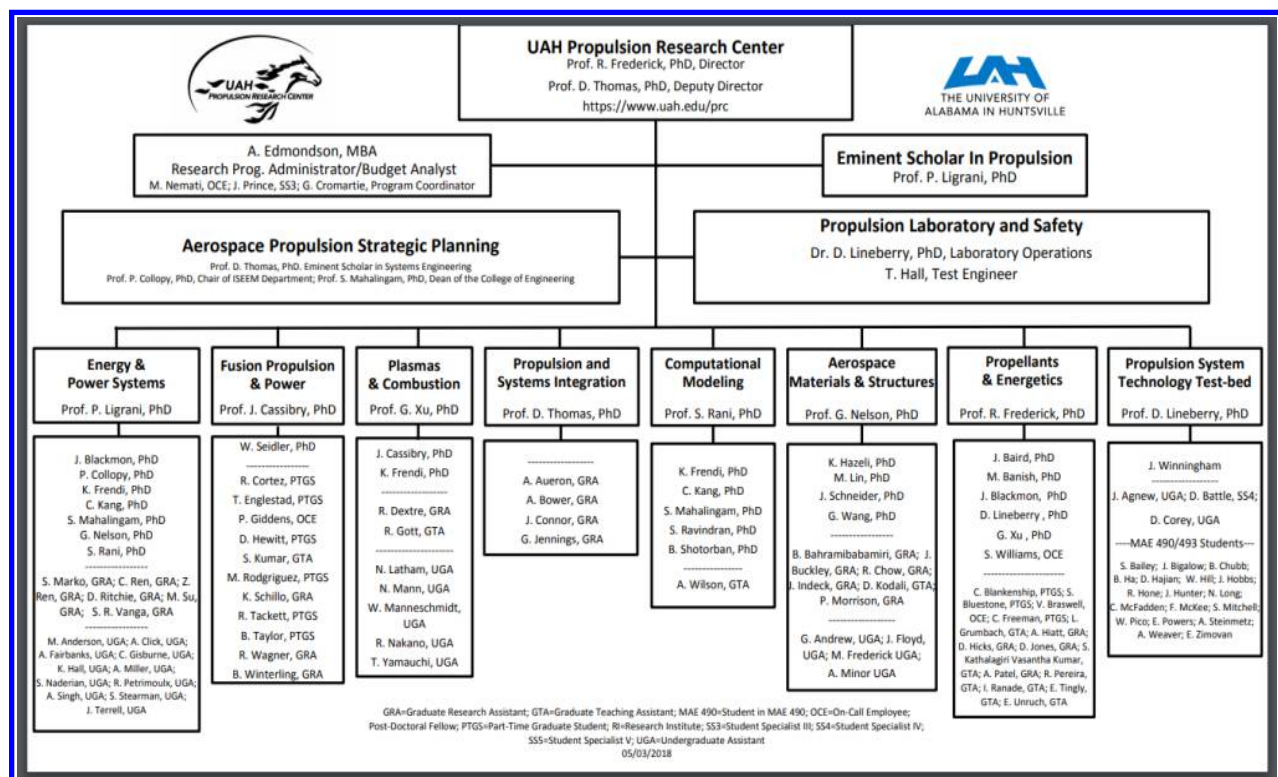 UAH Propulsion Research Center
Prof. R. Frederick, PhD, Director
Prof. D. Thomas, PhD, Deputy Director
https://www.uah.edu/prc
UAH
PROPULSION RESEARCH CENTER
UAH
THE UNIVERSITY OF
ALABAMA IN HUNTSVILLE
A. Edmondson, MBA
Research Prog. Administrator/Budget Analyst
M. Nemati, OCE; J. Prince, SS3; G. Cromartie, Program Coordinator
Eminent Scholar In Propulsion
Prof. P. Ligrani, PhD
Aerospace Propulsion Strategic Planning
Prof. D. Thomas, PhD. Eminent Scholar in Systems Engineering
Prof. P. Collopy, PhD, Chair of ISEEM Department; Prof. S. Mahalingam, PhD, Dean of the College of Engineering
Propulsion Laboratory and Safety
Dr. D. Lineberry, PhD, Laboratory Operations
T. Hall, Test Engineer
Energy &
Power Systems
Prof. P. Ligrani, PhD
J. Blackmon, PhD
P. Collopy, PhD
K. Frendi, PhD
C. Kang, PhD
S. Mahalingam, PhD
G. Nelson, PhD
S. Rani, PhD
-----------------
S. Marko, GRA; C. Ren, GRA; Z.
Ren, GRA; D. Ritchie, GRA; M. Su,
GRA; S. R. Vanga, GRA
-----------------
M. Anderson, UGA; A. Click, UGA;
A. Fairbanks, UGA; C. Gisburne, UGA;
K. Hall, UGA; A. Miller, UGA;
S. Naderian, UGA; R. Petrimoulx, UGA;
A. Singh, UGA; S. Stearman, UGA;
J. Terrell, UGA
Fusion Propulsion
& Power
Prof. J. Cassibry, PhD
W. Seidler, PhD
-----------------
R. Cortez, PTGS
T. Englestad, PTGS
P. Giddens, OCE
D. Hewitt, PTGS
S. Kumar, GTA
M. Rodgriguez, PTGS
K. Schillo, GRA
R. Tackett, PTGS
B. Taylor, PTGS
R. Wagner, GRA
B. Winterling, GRA
Plasmas
& Combustion
Prof. G. Xu, PhD
J. Cassibry, PhD
K. Frendi, PhD
------------------
R. Dextre, GRA
R. Gott, GTA
--------------------
N. Latham, UGA
N. Mann, UGA
W. Manneschmidt,
UGA
R. Nakano, UGA
T. Yamauchi, UGA
Propulsion and
Systems Integration
Prof. D. Thomas, PhD
-----------------
A. Aueron, GRA
A. Bower, GRA
J. Connor, GRA
G. Jennings, GRA
Computational
Modeling
Prof. S. Rani, PhD
K. Frendi, PhD
C. Kang, PhD
S. Mahalingam, PhD
S. Ravindran, PhD
B. Shotorban, PhD
-----------------
A. Wilson, GTA
Aerospace
Materials & Structures
Prof. G. Nelson, PhD
K. Hazeli, PhD
M. Lin, PhD
J. Schneider, PhD
G. Wang, PhD
-----------------
B. Bahramibabamiri, GRA; J.
Buckley, GRA; R. Chow, GRA;
J. Indeck, GRA; D. Kodali, GTA;
P. Morrison, GRA
-----------------
G. Andrew, UGA; J. Floyd,
UGA; M. Frederick UGA;
A. Minor UGA
Propellants
& Energetics
Prof. R. Frederick, PhD
J. Baird, PhD
M. Banish, PhD
J. Blackmon, PhD
D. Lineberry , PhD
G. Xu , PhD
S. Williams, OCE
-----------------
C. Blankenship, PTGS; S.
Bluestone, PTGS; V. Braswell,
OCE; C. Freeman, PTGS; L.
Grumbach, GTA; A. Hiatt, GRA;
D. Hicks, GRA; D. Jones, GRA; S.
Kathalagiri Vasantha Kumar,
GTA; A. Patel, GRA; R. Pereira,
GTA; I. Ranade, GTA; E. Tingly,
GTA; E. Unruch, GTA
Propulsion System
Technology Test-bed
Prof. D. Lineberry, PhD
J. Winningham
-----------------
J. Agnew, UGA; D. Battle, SS4;
D. Corey, UGA
----MAE 490/493 Students---
S. Bailey; J. Bigalow; B. Chubb;
B. Ha; D. Hajian; W. Hill; J. Hobbs;
R. Hone; J. Hunter; N. Long;
C. McFadden; F. McKee; S. Mitchell;
W. Pico; E. Powers; A. Steinmetz;
A. Weaver; E. Zimovan
GRA=Graduate Research Assistant; GTA=Graduate Teaching Assistant; MAE 490=Student in MAE 490; OCE=On-Call Employee;
Post-Doctoral Fellow; PTGS=Part-Time Graduate Student; RI=Research Institute; SS3=Student Specialist III; SS4=Student Specialist IV;
SS5=Student Specialist V; UGA=Undergraduate Assistant
05/03/2018